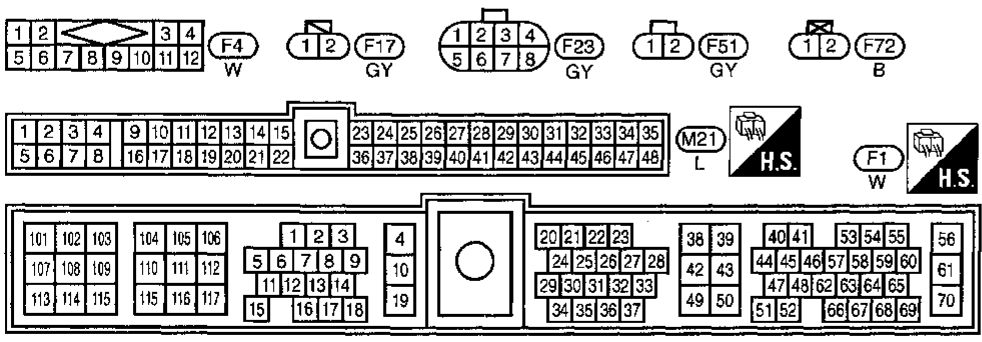 1 2 3 4
5 6 7 8 9 10 11 12
F4
W
1 2
F17
GY
1 2 3 4
5 6 7 8
F23
GY
1 2
F51
GY
1 2
F72
B
1 2 3 4 9 10 11 12 13 14 15 23 24 25 26 27 28 29 30 31 32 33 34 35
5 6 7 8 16 17 18 19 20 21 22 36 37 38 39 40 41 42 43 44 45 46 47 48
M21
L
H.S.
F1
W
H.S.
101 102 103 104 105 106 1 2 3 4 20 21 22 23 38 39 40 41 53 54 55 56
107 108 109 110 111 112 5 6 7 8 9 10 24 25 26 27 28 42 43 44 45 46 57 58 59 60 61
113 114 115 115 116 117 11 12 13 14 19 29 30 31 32 33 49 50 47 48 62 63 64 65 70
15 16 17 18 34 35 36 37 51 52 66 67 68 69